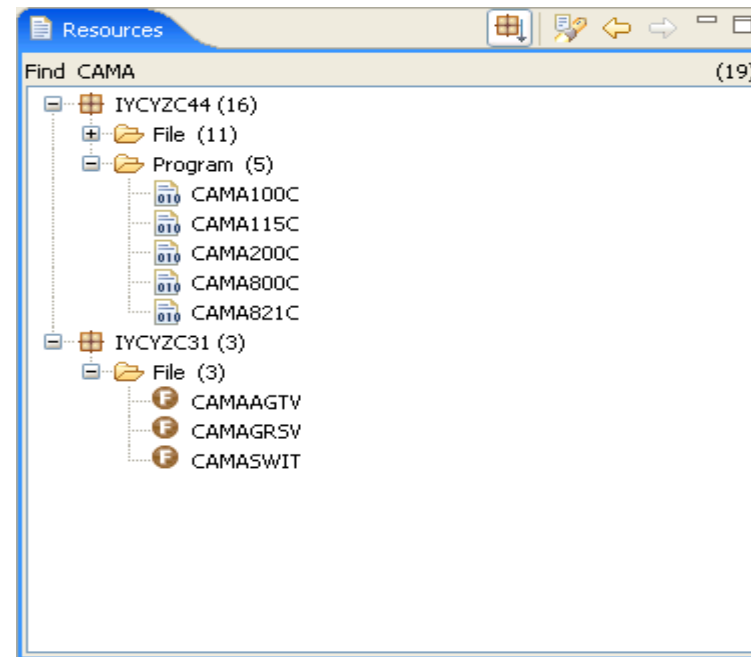 Resources
Find CAMA (19)
IYCYZC44 (16)
File (11)
Program (5)
CAMA100C
CAMA115C
CAMA200C
CAMA800C
CAMA821C
IYCYZC31 (3)
File (3)
CAMAAGTV
CAMAGRSV
CAMASWIT